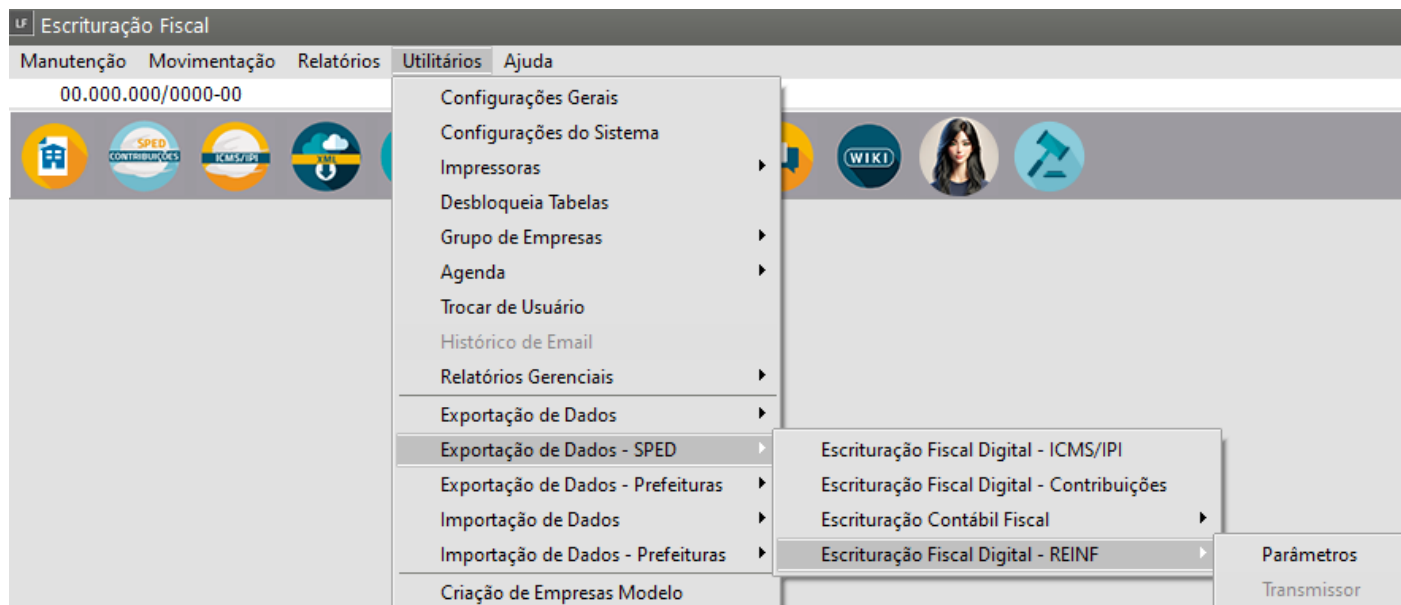 LF Escrituração Fiscal
Manutenção Movimentação Relatórios Utilitários Ajuda
00.000.000/0000-00
SPED
CONTRIBUIÇÕES
ICMS/IPI
XML
WIKI
Configurações Gerais
Configurações do Sistema
Impressoras
Desbloqueia Tabelas
Grupo de Empresas
Agenda
Trocar de Usuário
Histórico de Email
Relatórios Gerenciais
Exportação de Dados
Exportação de Dados - SPED
Exportação de Dados - Prefeituras
Importação de Dados
Importação de Dados - Prefeituras
Criação de Empresas Modelo
Escrituração Fiscal Digital - ICMS/IPI
Escrituração Fiscal Digital - Contribuições
Escrituração Contábil Fiscal
Escrituração Fiscal Digital - REINF
Parâmetros
Transmissor